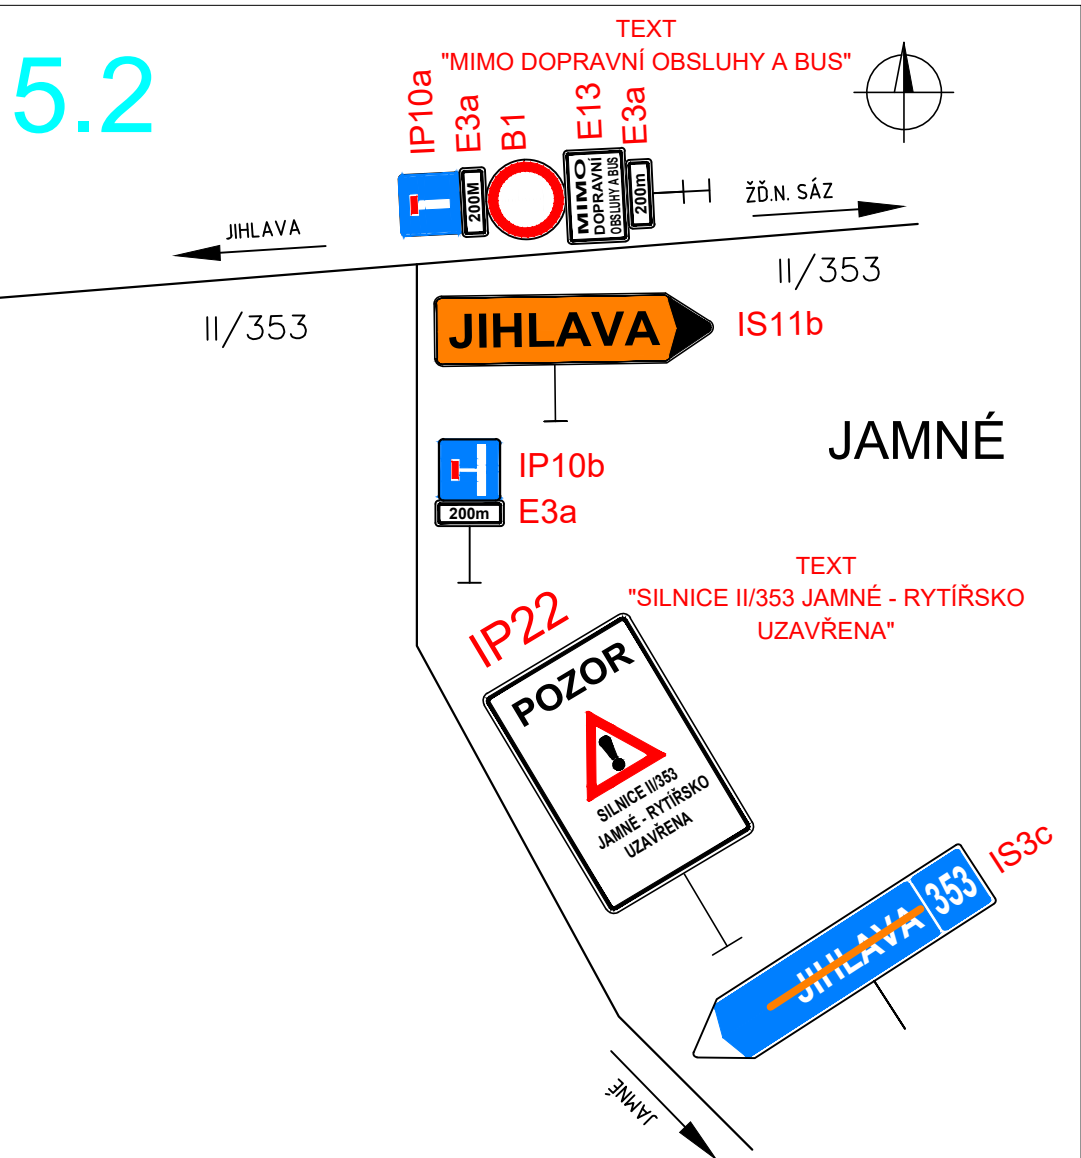 5.2
TEXT
"MIMO DOPRAVNÍ OBSLUHY A BUS"
IP10a
E3a
B1
E13
E3a
200M
MIMO
DOPRAVNÍ
OBSLUHY A BUS
200m
ŽĎ.N. SÁZ
JIHLAVA
II/353
II/353
JIHLAVA
IS11b
JAMNÉ
IP10b
200m
E3a
TEXT
"SILNICE II/353 JAMNÉ - RYTÍŘSKO
UZAVŘENA"
IP22
POZOR
SILNICE II/353
JAMNÉ - RYTÍŘSKO
UZAVŘENA
IS3c
JIHLAVA 353
JAMNÉ